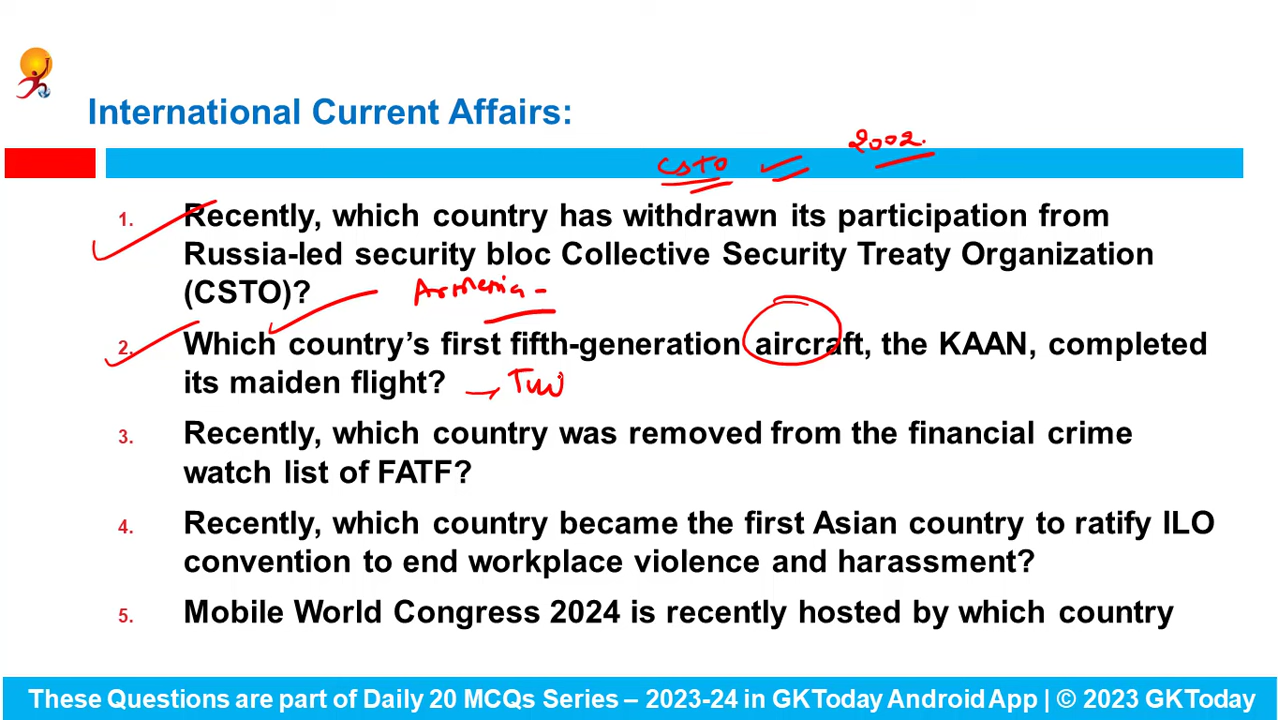 International Current Affairs:
2002.
CSTO
1. Recently, which country has withdrawn its participation from
Russia-led security bloc Collective Security Treaty Organization
(CSTO)?
Armenia -
2. Which country's first fifth-generation aircraft, the KAAN, completed
its maiden flight?
3. Recently, which country was removed from the financial crime
watch list of FATF?
4. Recently, which country became the first Asian country to ratify ILO
convention to end workplace violence and harassment?
5. Mobile World Congress 2024 is recently hosted by which country
These Questions are part of Daily 20 MCQs Series – 2023-24 in GKToday Android App | © 2023 GKToday